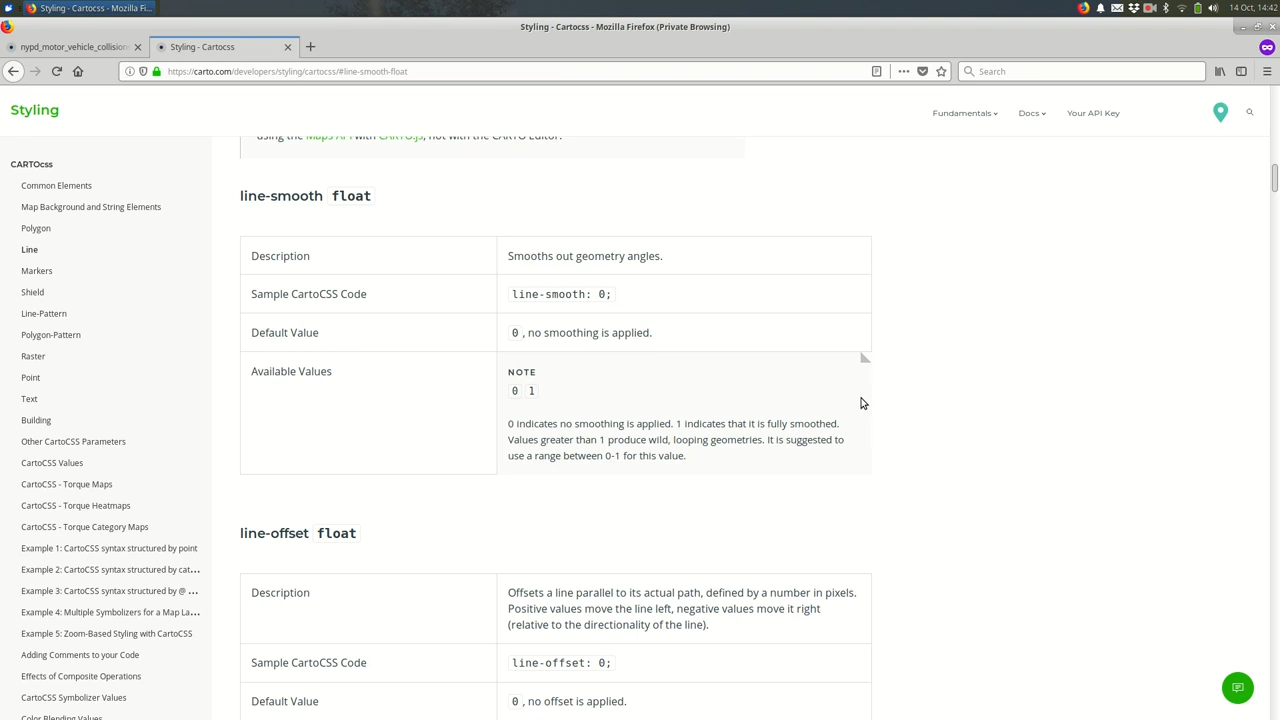 Styling - Cartocss - Mozilla Fi...
14 Oct, 14:42
Styling - Cartocss - Mozilla Firefox (Private Browsing)
nypd_motor_vehicle_collisions
Styling - Cartocss
https://carto.com/developers/styling/cartocss/#line-smooth-float
Search
Styling
Fundamentals
Docs
Your API Key
using the Maps API with CARTO.js, not with the CARTO Editor.
CARTOcss
Common Elements
Map Background and String Elements
Polygon
Line
Markers
Shield
Line-Pattern
Polygon-Pattern
Raster
Point
Text
Building
Other CartoCSS Parameters
CartoCSS Values
CartoCSS - Torque Maps
CartoCSS - Torque Heatmaps
CartoCSS - Torque Category Maps
Example 1: CartoCSS syntax structured by point
Example 2: CartoCSS syntax structured by cat...
Example 3: CartoCSS syntax structured by @ ...
Example 4: Multiple Symbolizers for a Map La...
Example 5: Zoom-Based Styling with CartoCSS
Adding Comments to your Code
Effects of Composite Operations
CartoCSS Symbolizer Values
Color Blending Values
line-smooth float
Description
Smooths out geometry angles.
Sample CartoCSS Code
line-smooth: 0;
Default Value
0 , no smoothing is applied.
Available Values
NOTE
0 1
0 indicates no smoothing is applied. 1 indicates that it is fully smoothed.
Values greater than 1 produce wild, looping geometries. It is suggested to
use a range between 0-1 for this value.
line-offset float
Description
Offsets a line parallel to its actual path, defined by a number in pixels.
Positive values move the line left, negative values move it right
(relative to the directionality of the line).
Sample CartoCSS Code
line-offset: 0;
Default Value
0 , no offset is applied.